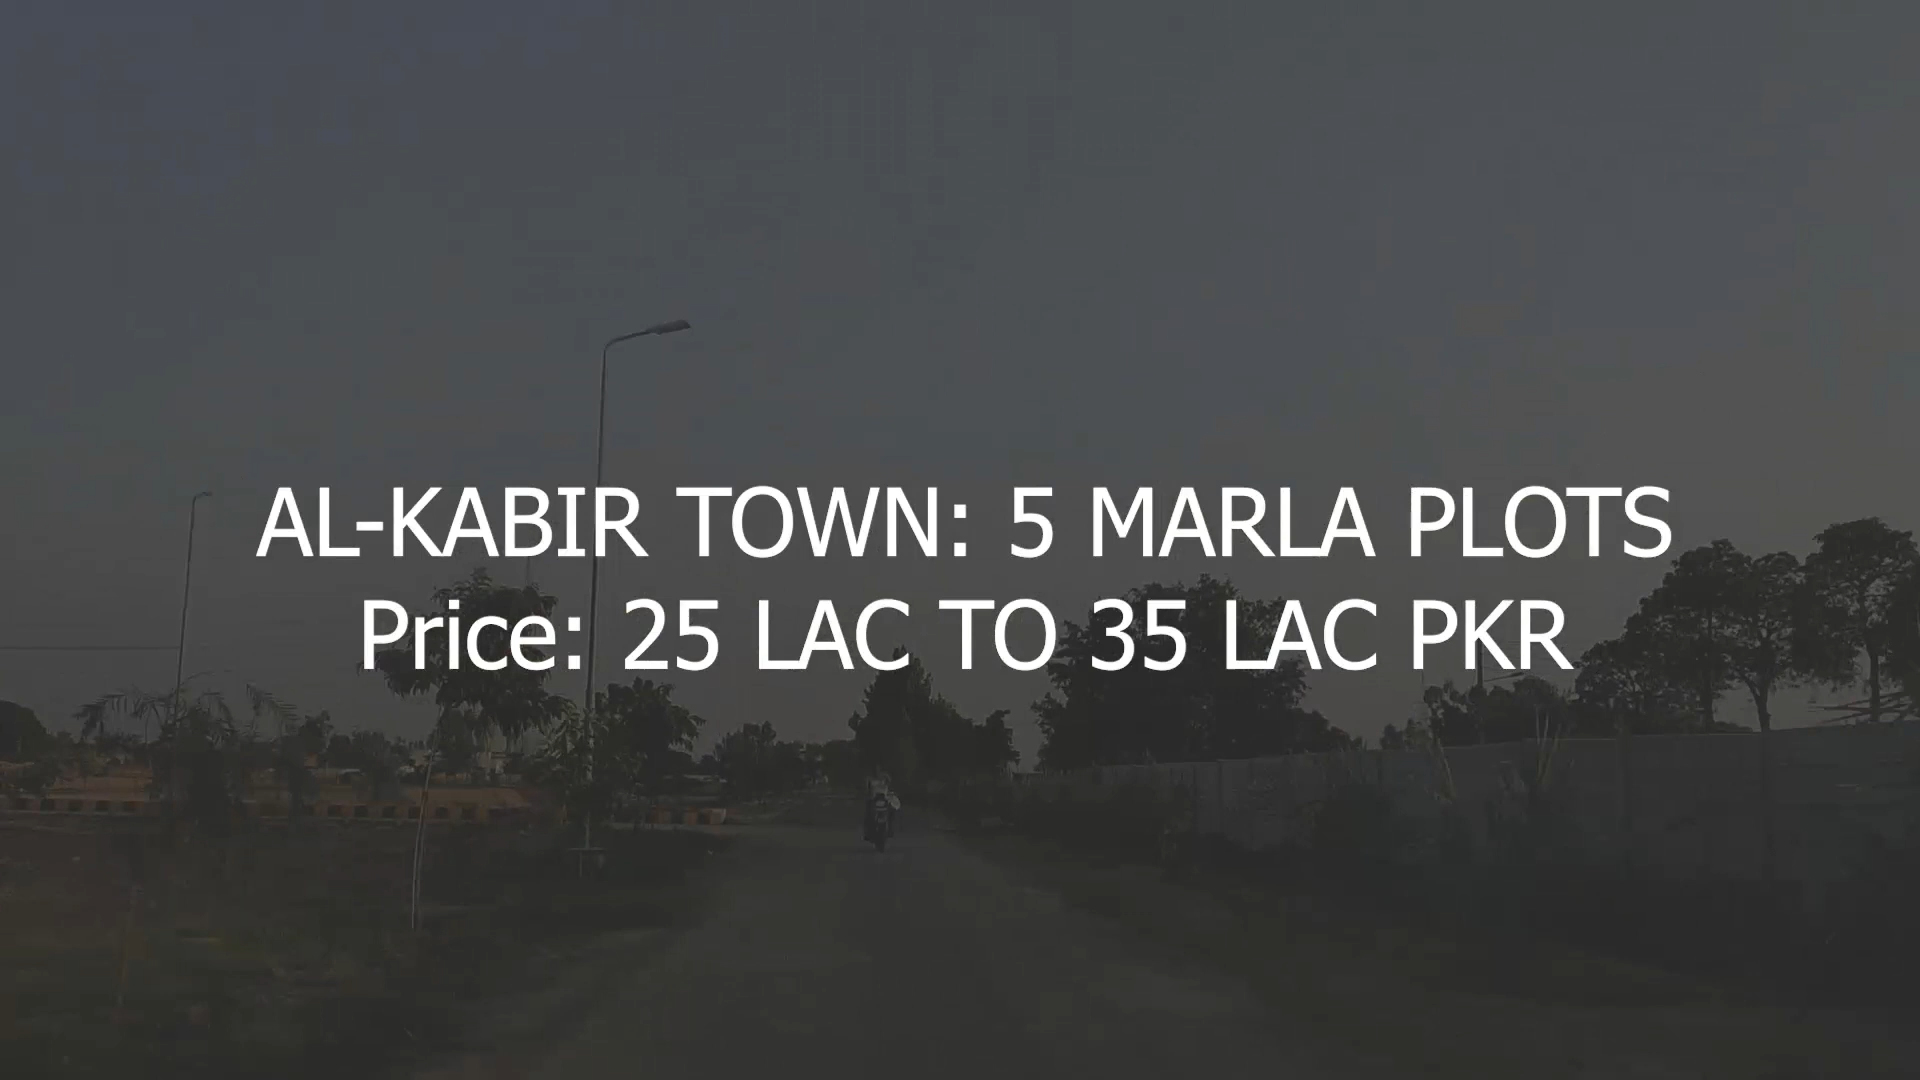 AL-KABIR TOWN: 5 MARLA PLOTS
Price: 25 LAC TO 35 LAC PKR